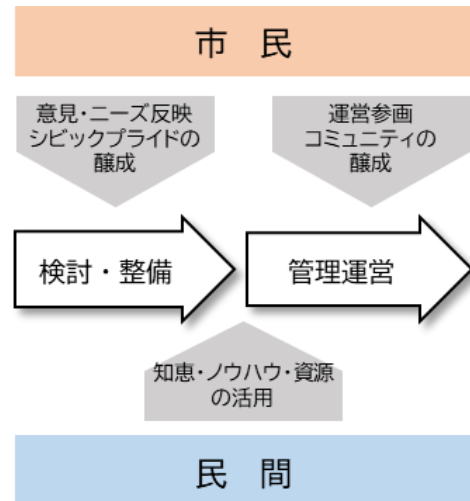 市　民
意見・ニーズ反映
シビックプライドの
醸成
運営参画
コミュニティの
醸成
検討・整備
管理運営
知恵・ノウハウ・資源
の活用
民　間